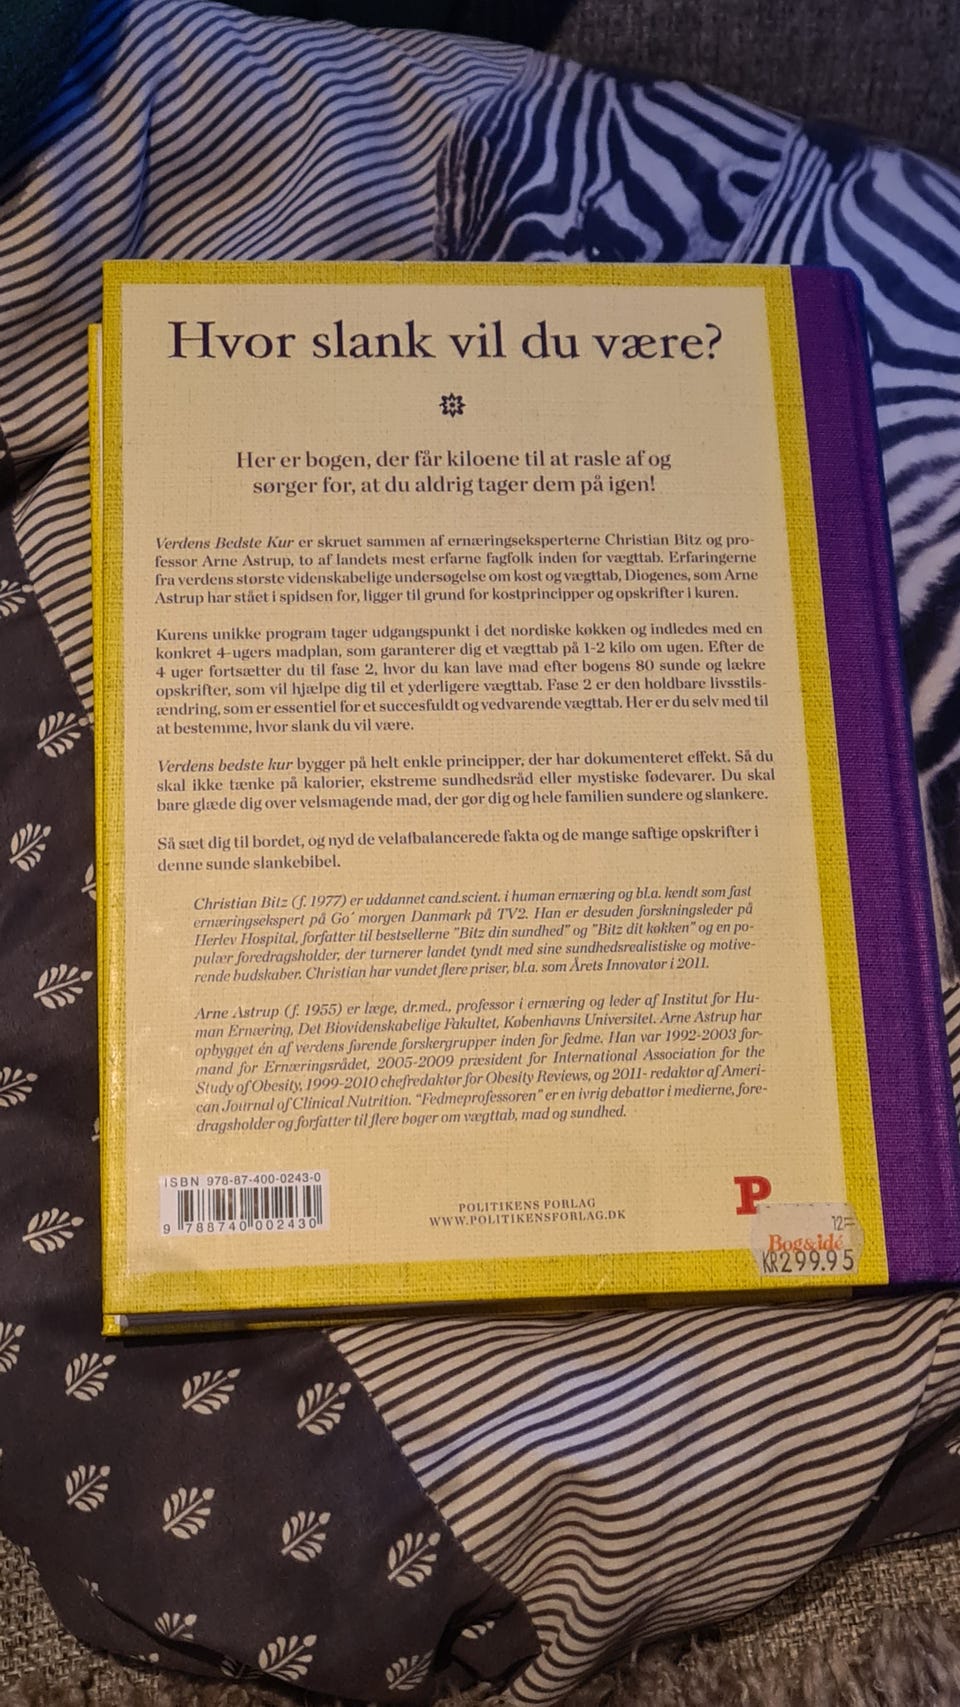 Hvor slank vil du være?
Her er bogen, der får kiloene til at rasle af og
sørger for, at du aldrig tager dem på igen!
Verdens Bedste Kur er skruet sammen af ernæringseksperterne Christian Bitz og pro-
fessor Arne Astrup, to af landets mest erfarne fagfolk inden for vægttab. Erfaringerne
fra verdens største videnskabelige undersøgelse om kost og vægttab, Diogenes, som Arne
Astrup har stået i spidsen for, ligger til grund for kostprincipper og opskrifter i kuren.
Kurens unikke program tager udgangspunkt i det nordiske køkken og indledes med en
konkret 4-ugers madplan, som garanterer dig et vægttab på 1-2 kilo om ugen. Efter de
4 uger fortsætter du til fase 2, hvor du kan lave mad efter bogens 80 sunde og lækre
opskrifter, som vil hjælpe dig til et yderligere vægttab. Fase 2 er den holdbare livsstils-
ændring, som er essentiel for et succesfuldt og vedvarende vægttab. Her er du selv med til
at bestemme, hvor slank du vil være.
Verdens bedste kur bygger på helt enkle principper, der har dokumenteret effekt. Så du
skal ikke tænke på kalorier, ekstreme sundhedsråd eller mystiske fødevarer. Du skal
bare glæde dig over velsmagende mad, der gør dig og hele familien sundere og slankere.
Så sæt dig til bordet, og nyd de velafbalancerede fakta og de mange saftige opskrifter i
denne sunde slankebibel.
Christian Bitz (f. 1977) er uddannet cand.scient. i human ernæring og bl.a. kendt som fast
ernæringsekspert på Go´ morgen Danmark på TV2. Han er desuden forskningsleder på
Herlev Hospital, forfatter til bestsellerne "Bitz din sundhed" og "Bitz dit køkken" og en po-
pulær foredragsholder, der turnerer landet tyndt med sine sundhedsrealistiske og motive-
rende budskaber. Christian har vundet flere priser, bl.a. som Årets Innovatør i 2011.
Arne Astrup (f. 1955) er læge, dr.med., professor i ernæring og leder af Institut for Hu-
man Ernæring, Det Biovidenskabelige Fakultet, Københavns Universitet. Arne Astrup har
opbygget én af verdens førende forskergrupper inden for fedme. Han var 1992-2003 for-
mand for Ernæringsrådet, 2005-2009 præsident for International Association for the
Study of Obesity, 1999-2010 chefredaktør for Obesity Reviews, og 2011- redaktør af Ameri-
can Journal of Clinical Nutrition. "Fedmeprofessoren" er en ivrig debattør i medierne, fore-
dragsholder og forfatter til flere bøger om vægttab, mad og sundhed.
ISBN 978-87-400-0243-0
9 788740 002430
POLITIKENS FORLAG
WWW.POLITIKENSFORLAG.DK
P
12,-
Bog&idé
KR299.95